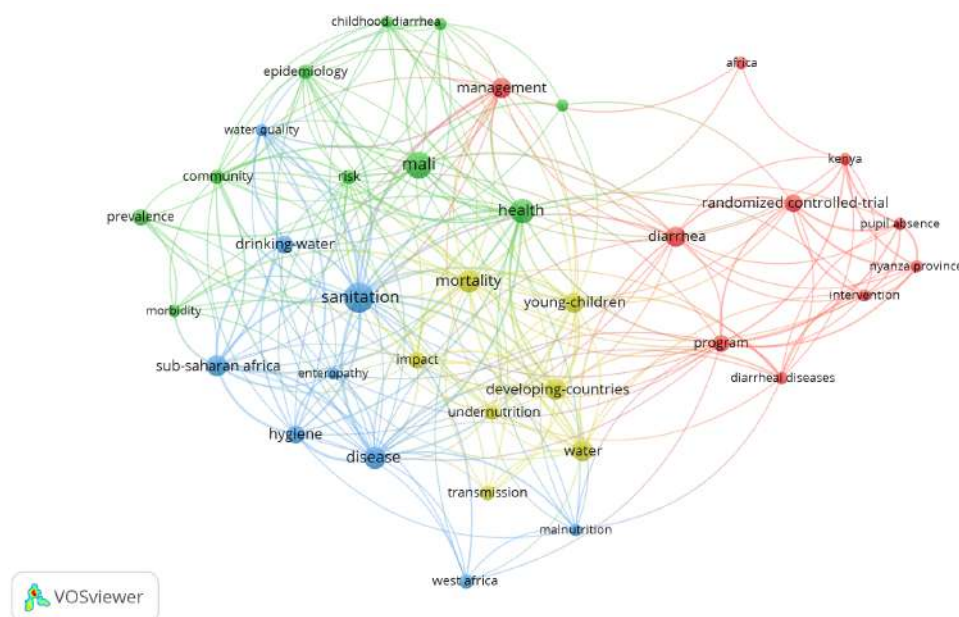 childhood diarrhea
africa
epidemiology
management
water quality
kenya
mali
community
risk
randomized controlled-trial
health
prevalence
pupil absence
diarrhea
drinking-water
nyanza province
mortality
sanitation
young-children
intervention
morbidity
program
impact
sub-saharan africa
enteropathy
diarrheal diseases
developing-countries
undernutrition
hygiene
water
disease
transmission
malnutrition
west africa
VOSviewer